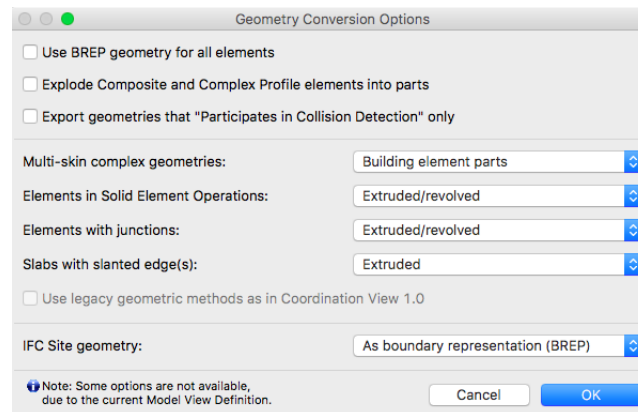 Geometry Conversion Options
Use BREP geometry for all elements
Explode Composite and Complex Profile elements into parts
Export geometries that "Participates in Collision Detection" only
Multi-skin complex geometries: Building element parts
Elements in Solid Element Operations: Extruded/revolved
Elements with junctions: Extruded/revolved
Slabs with slanted edge(s): Extruded
Use legacy geometric methods as in Coordination View 1.0
IFC Site geometry: As boundary representation (BREP)
Note: Some options are not available,
due to the current Model View Definition.
Cancel OK